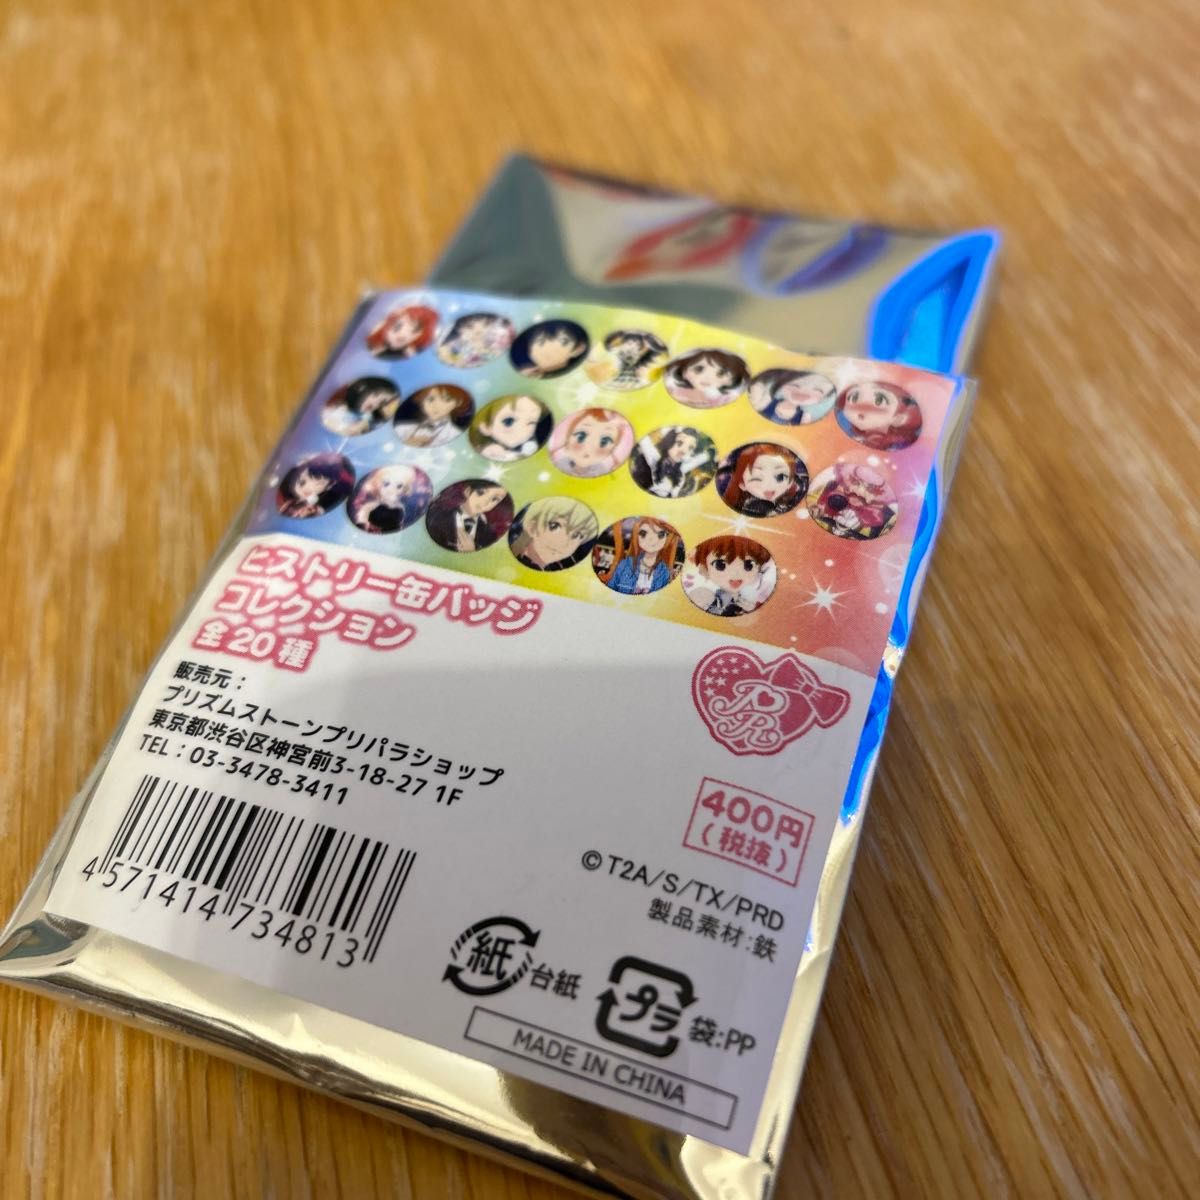 ヒストリー缶バッジ
コレクション
全20種
販売元：
プリズムストーンプリパラショップ
東京都渋谷区神宮前3-18-27 1F
TEL：03-3478-3411
4 571414 734813
PR
400円
(税抜)
©T2A/S/TX/PRD
製品素材:鉄
紙 台紙
プラ 袋:PP
MADE IN CHINA